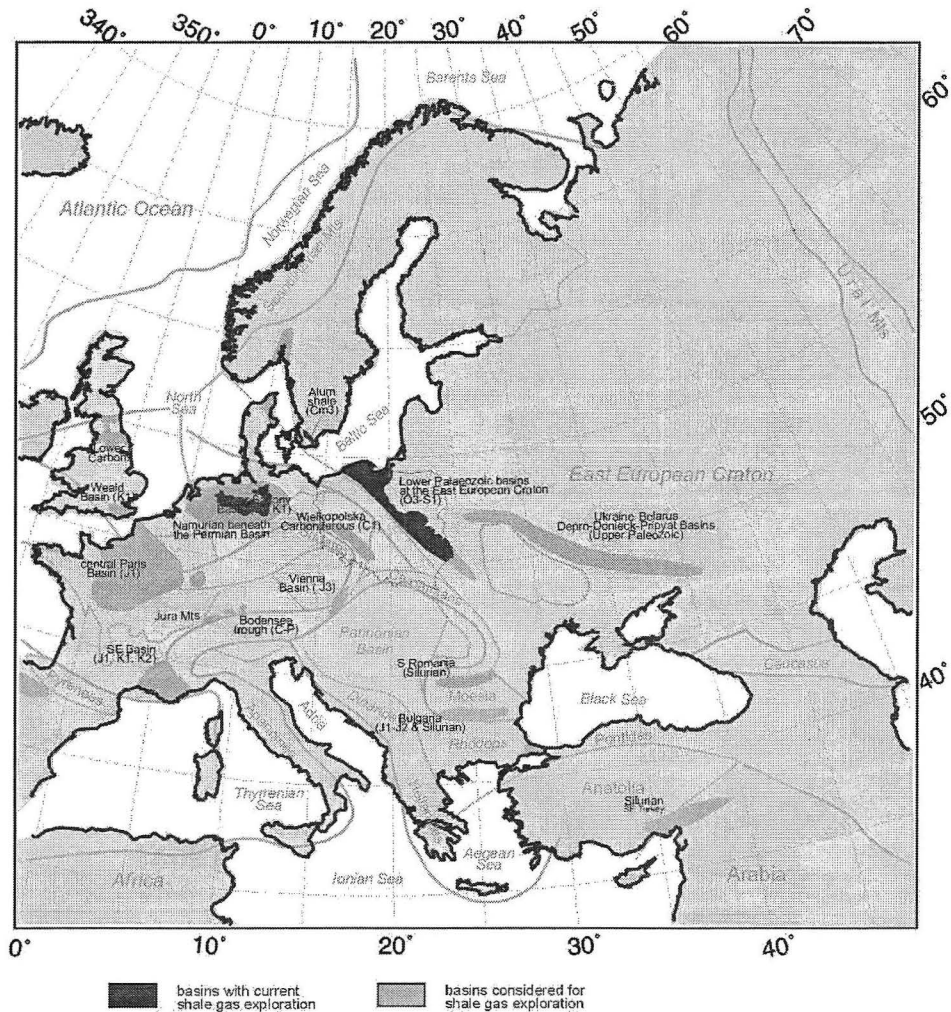 340° 350° 0° 10° 20° 30° 40° 50° 60° 70°
Barents Sea
60°
Atlantic Ocean
Norwegian Sea
Mts
Ural Mts
50°
North
Sea
Alum
shale
(Cm3)
Baltic Sea
East European Craton
Lower
Carbon
Weald
Basin (K1)
Lower Palaeozoic basins
at the East European Craton
(O3-S1)
Namurian beneath
the Permian Basin
Wielkopolska
Carboniferous (C1)
Ukraine-Belarus
Depro-Donieck-Pripyat Basins
(Upper Paleozoic)
central Paris
Basin (J1)
Vienna
Basin (J3)
Jura Mts
Bodensee
trough (C-P)
Pannonian
Basin
SE Basin
(J1, K1, K2)
S Romania
(Silurian)
Moesia
Caucasus
40°
Pyrenees
Adria
Black Sea
Bulgaria
(J1-J2 & Silurian)
Rhodops
Pontides
Thyrrenian
Sea
Anatolia
Silurian
SE Turkey
Aegean
Sea
Africa
Ionian Sea
Arabia
0° 10° 20° 30° 40°
basins with current
shale gas exploration
basins considered for
shale gas exploration